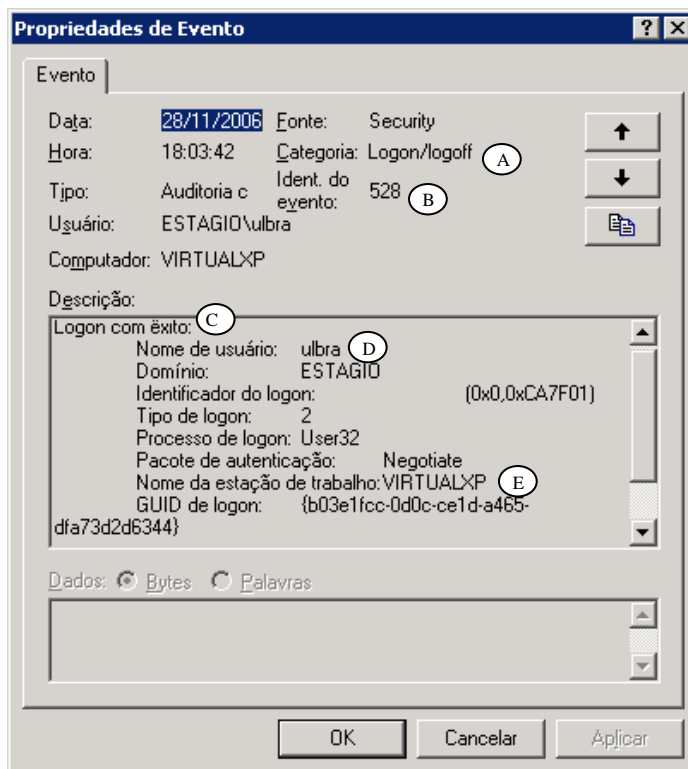 Propriedades de Evento
Evento
Data: 28/11/2006 Fonte: Security
Hora: 18:03:42 Categoria: Logon/logoff A
Tipo: Auditoria c Ident. do evento: 528 B
Usuário: ESTAGIO\ulbra
Computador: VIRTUALXP
Descrição:
Logon com êxito: C
Nome de usuário: ulbra D
Domínio: ESTAGIO
Identificador do logon: (0x0,0xCA7F01)
Tipo de logon: 2
Processo de logon: User32
Pacote de autenticação: Negotiate
Nome da estação de trabalho:VIRTUALXP E
GUID de logon: {b03e1fcc-0d0c-ce1d-a465-
dfa73d2d6344}
Dados: Bytes Palavras
OK Cancelar Aplicar